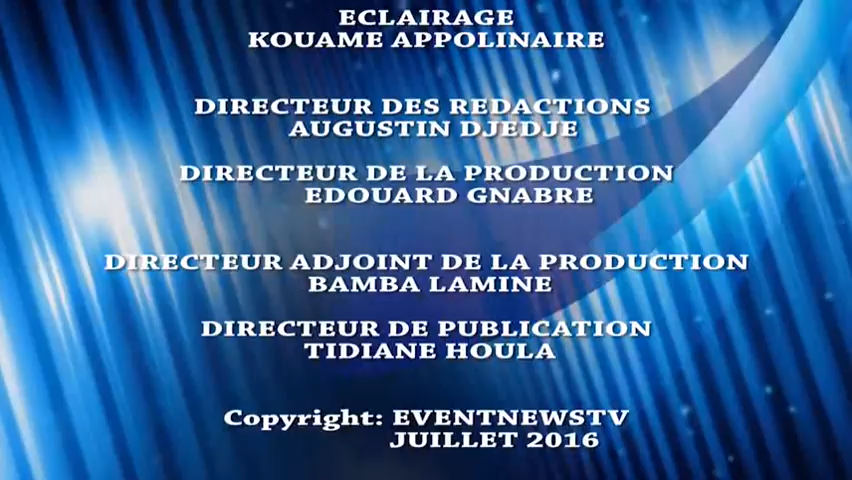 ECLAIRAGE
KOUAME APPOLINAIRE
DIRECTEUR DES REDACTIONS
AUGUSTIN DJEDJE
DIRECTEUR DE LA PRODUCTION
EDOUARD GNABRE
DIRECTEUR ADJOINT DE LA PRODUCTION
BAMBA LAMINE
DIRECTEUR DE PUBLICATION
TIDIANE HOULA
Copyright: EVENTNEWSTV
JUILLET 2016